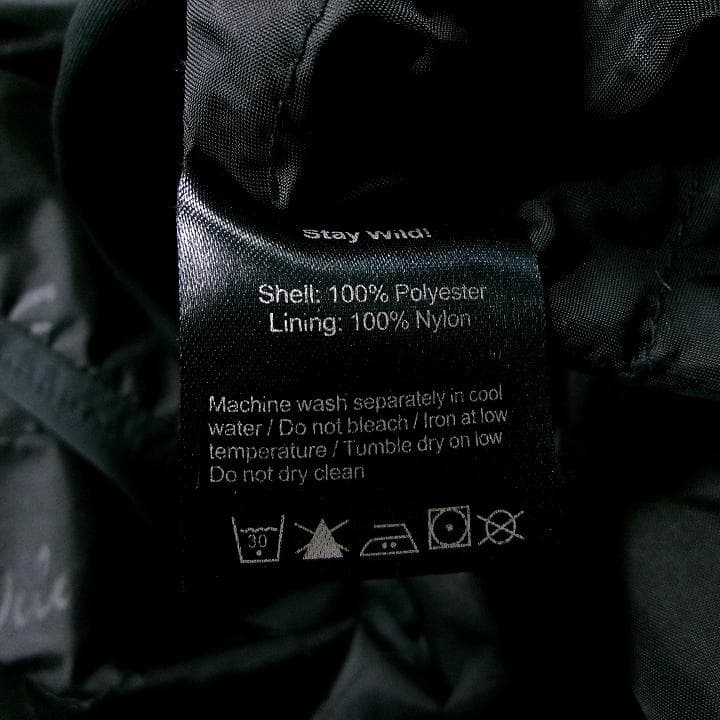 Stay Wild!
Shell: 100% Polyester
Lining: 100% Nylon
Machine wash separately in cool
water / Do not bleach / Iron at low
temperature / Tumble dry on low
Do not dry clean
30